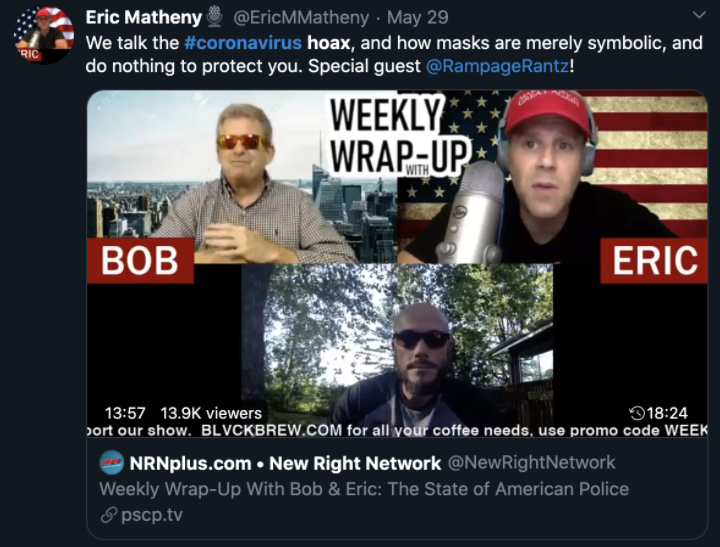 Eric Matheny @EricMMatheny · May 29
We talk the #coronavirus hoax, and how masks are merely symbolic, and
do nothing to protect you. Special guest @RampageRantz!
RIC
WEEKLY
WRAP-UP
WITH
BOB
ERIC
13:57 13.9K viewers
18:24
port our show. BLVCKBREW.COM for all your coffee needs, use promo code WEEK
NRNplus.com • New Right Network @NewRightNetwork
Weekly Wrap-Up With Bob & Eric: The State of American Police
pscp.tv